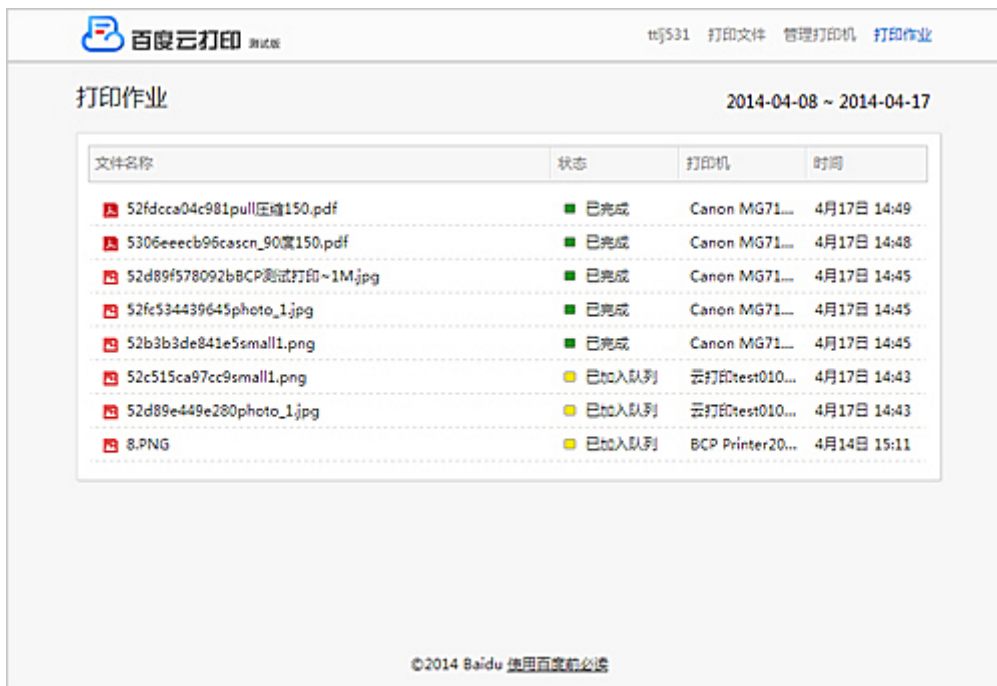 百度云打印 测试版 ttlj531 打印文件 管理打印机 打印作业
打印作业 2014-04-08 ~ 2014-04-17
文件名称 状态 打印机 时间
52fdcca04c981pull压缩150.pdf 已完成 Canon MG71... 4月17日 14:49
5306eeecb96cascn_90宽150.pdf 已完成 Canon MG71... 4月17日 14:48
52d89f578092bBCP测试打印~1M.jpg 已完成 Canon MG71... 4月17日 14:45
52fc534439645photo_1.jpg 已完成 Canon MG71... 4月17日 14:45
52b3b3de841e5small1.png 已完成 Canon MG71... 4月17日 14:45
52c515ca97cc9small1.png 已加入队列 云打印test010... 4月17日 14:43
52d89e449e280photo_1.jpg 已加入队列 云打印test010... 4月17日 14:43
8.PNG 已加入队列 BCP Printer20... 4月14日 15:11
©2014 Baidu 使用百度前必读